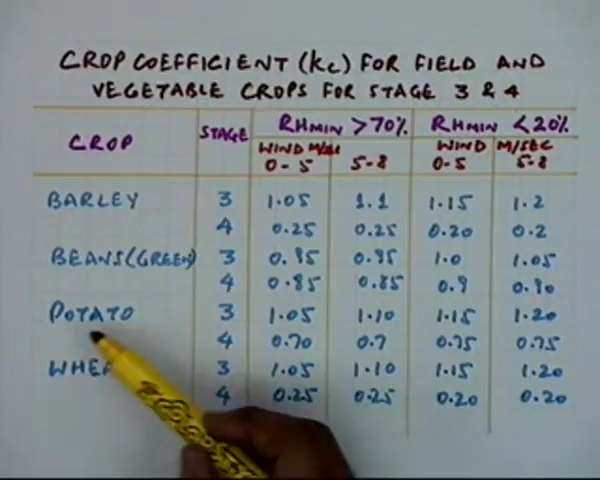 CROP COEFFICIENT (Kc) FOR FIELD AND
VEGETABLE CROPS FOR STAGE 3 & 4
CROP STAGE RHMIN >70% RHMIN <20%
WIND M/SEC WIND M/SEC
0-5 5-8 0-5 5-8
BARLEY 3 1.05 1.1 1.15 1.2
4 0.25 0.25 0.20 0.2
BEANS(GREEN) 3 0.95 0.95 1.0 1.05
4 0.85 0.85 0.9 0.90
POTATO 3 1.05 1.10 1.15 1.20
4 0.70 0.7 0.75 0.75
3 1.05 1.10 1.15 1.20
4 0.25 0.25 0.20 0.20